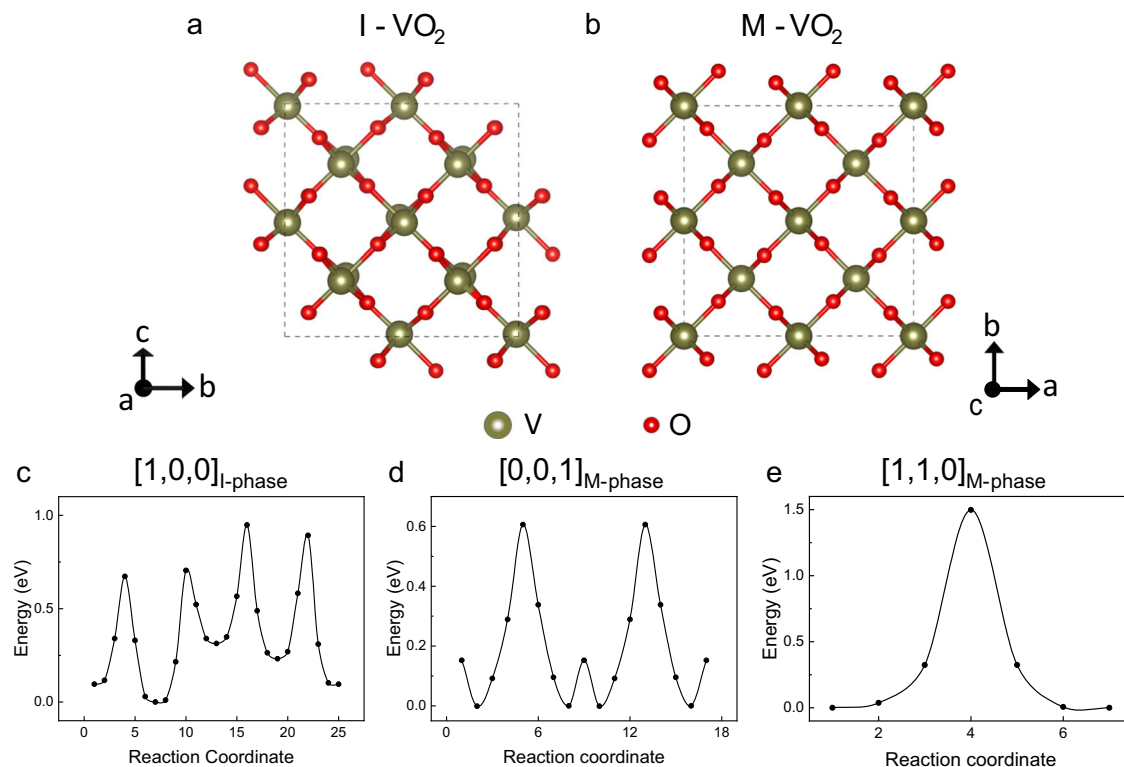 a I - VO2 b M - VO2
c
a b
b
c a
V O
c [1,0,0]I-phase d [0,0,1]M-phase e [1,1,0]M-phase
1.0
0.5
0.0
Energy (eV)
0 5 10 15 20 25
Reaction Coordinate
0.6
0.4
0.2
0.0
Energy (eV)
0 6 12 18
Reaction coordinate
1.5
1.0
0.5
0.0
Energy (eV)
2 4 6
Reaction coordinate